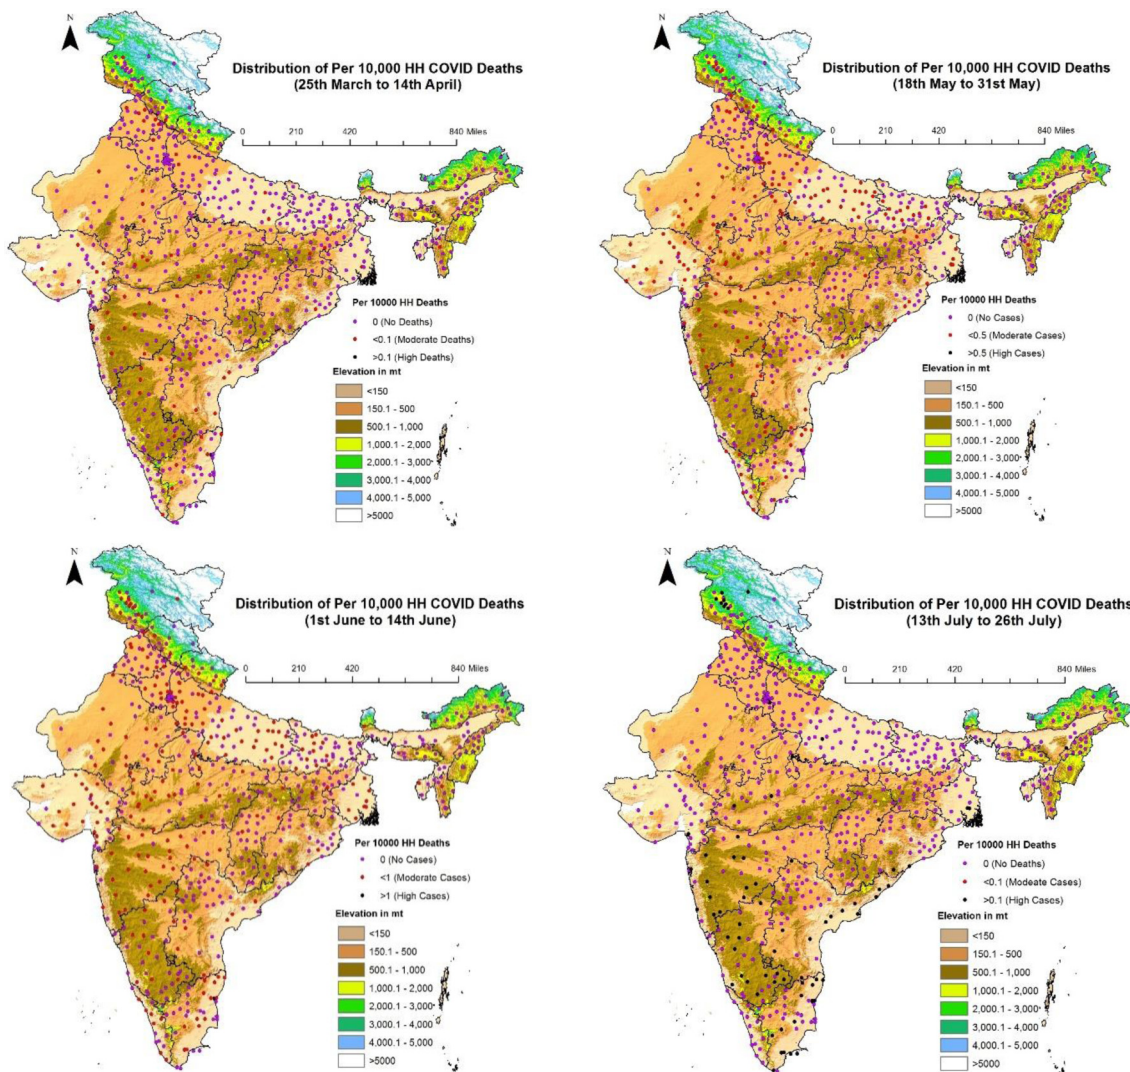 N
Distribution of Per 10,000 HH COVID Deaths
(25th March to 14th April)
0 210 420 840 Miles
Per 10000 HH Deaths
0 (No Deaths)
<0.1 (Moderate Deaths)
>0.1 (High Deaths)
Elevation in mt
<150
150.1 - 500
500.1 - 1,000
1,000.1 - 2,000
2,000.1 - 3,000
3,000.1 - 4,000
4,000.1 - 5,000
>5000
N
Distribution of Per 10,000 HH COVID Deaths
(18th May to 31st May)
0 210 420 840 Miles
Per 10000 HH Deaths
0 (No Cases)
<0.5 (Moderate Cases)
>0.5 (High Cases)
Elevation in mt
<150
150.1 - 500
500.1 - 1,000
1,000.1 - 2,000
2,000.1 - 3,000
3,000.1 - 4,000
4,000.1 - 5,000
>5000
N
Distribution of Per 10,000 HH COVID Deaths
(1st June to 14th June)
0 210 420 840 Miles
Per 10000 HH Deaths
0 (No Cases)
<1 (Moderate Cases)
>1 (High Cases)
Elevation in mt
<150
150.1 - 500
500.1 - 1,000
1,000.1 - 2,000
2,000.1 - 3,000
3,000.1 - 4,000
4,000.1 - 5,000
>5000
N
Distribution of Per 10,000 HH COVID Deaths
(13th July to 26th July)
0 210 420 840 Miles
Per 10000 HH Deaths
0 (No Deaths)
<0.1 (Modeate Cases)
>0.1 (High Cases)
Elevation in mt
<150
150.1 - 500
500.1 - 1,000
1,000.1 - 2,000
2,000.1 - 3,000
3,000.1 - 4,000
4,000.1 - 5,000
>5000